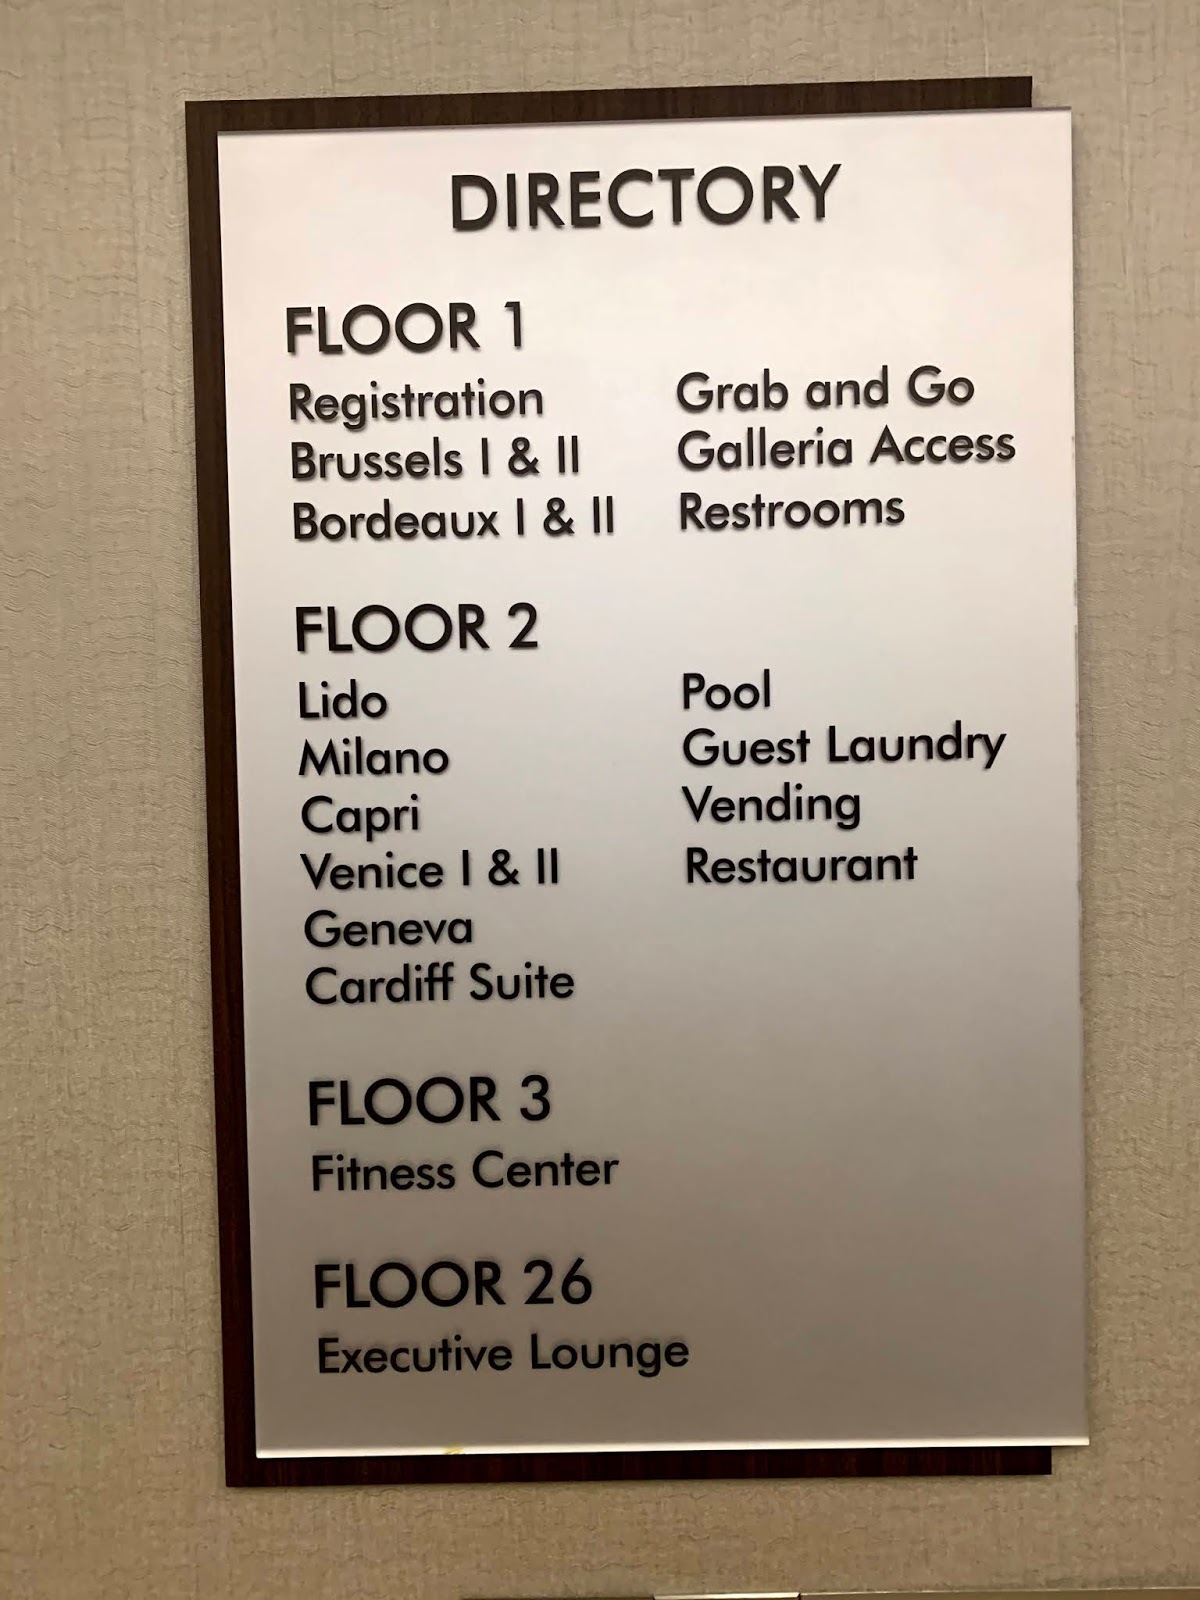 DIRECTORY
FLOOR 1
Registration
Brussels I & II
Bordeaux I & II
Grab and Go
Galleria Access
Restrooms
FLOOR 2
Lido
Milano
Capri
Venice I & II
Geneva
Cardiff Suite
Pool
Guest Laundry
Vending
Restaurant
FLOOR 3
Fitness Center
FLOOR 26
Executive Lounge